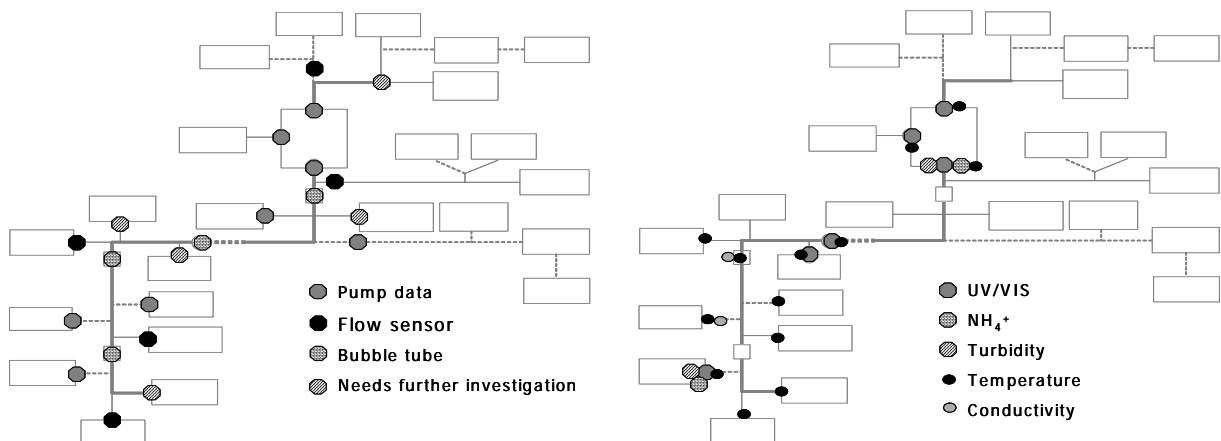 Pump data
Flow sensor
Bubble tube
Needs further investigation
UV/VIS
NH₄⁺
Turbidity
Temperature
Conductivity